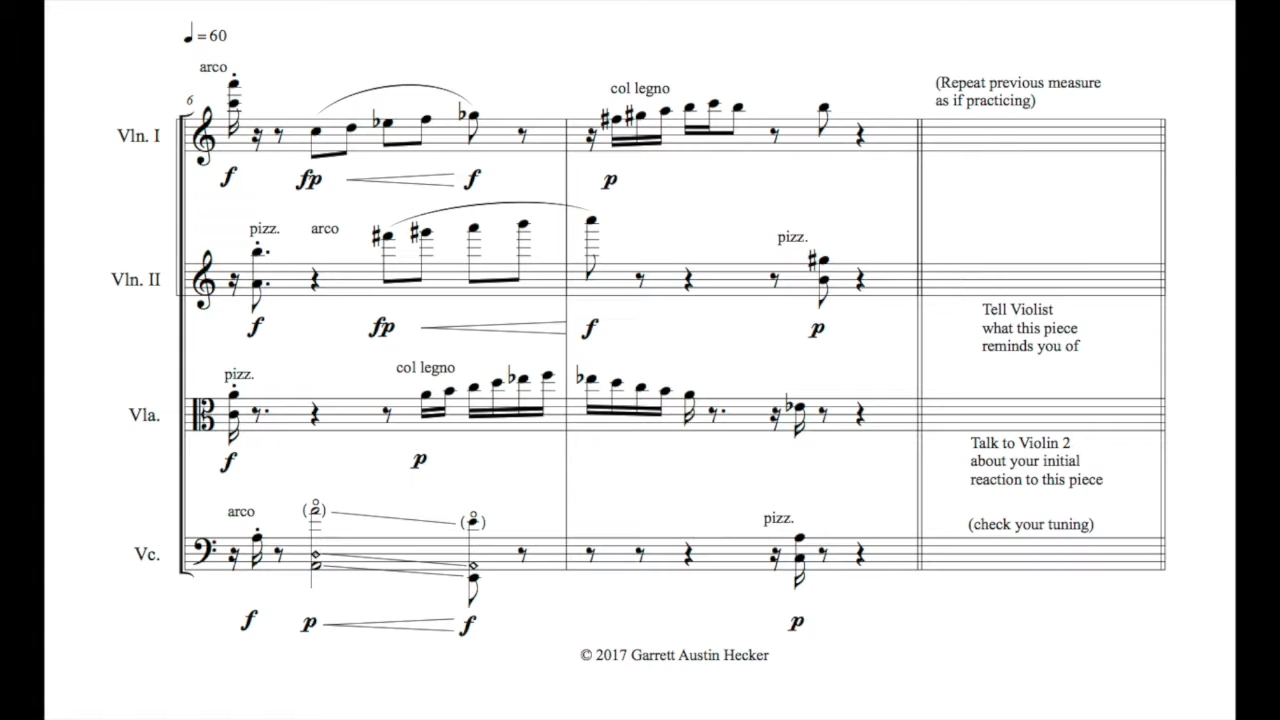 ♩ = 60
arco
6
col legno
(Repeat previous measure
as if practicing)
Vln. I
f
fp
f
p
pizz.
arco
pizz.
Vln. II
f
fp
f
p
Tell Violist
what this piece
reminds you of
pizz.
col legno
Vla.
f
p
Talk to Violin 2
about your initial
reaction to this piece
arco
pizz.
(check your tuning)
Vc.
f
p
f
p
© 2017 Garrett Austin Hecker